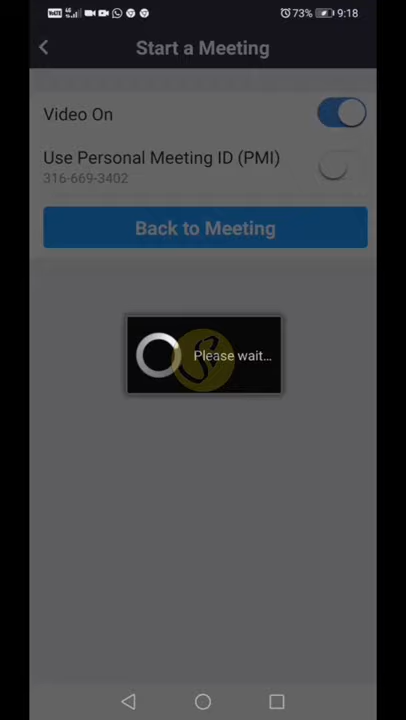 73% 9:18
Start a Meeting
Video On
Use Personal Meeting ID (PMI)
316-669-3402
Back to Meeting
Please wait...